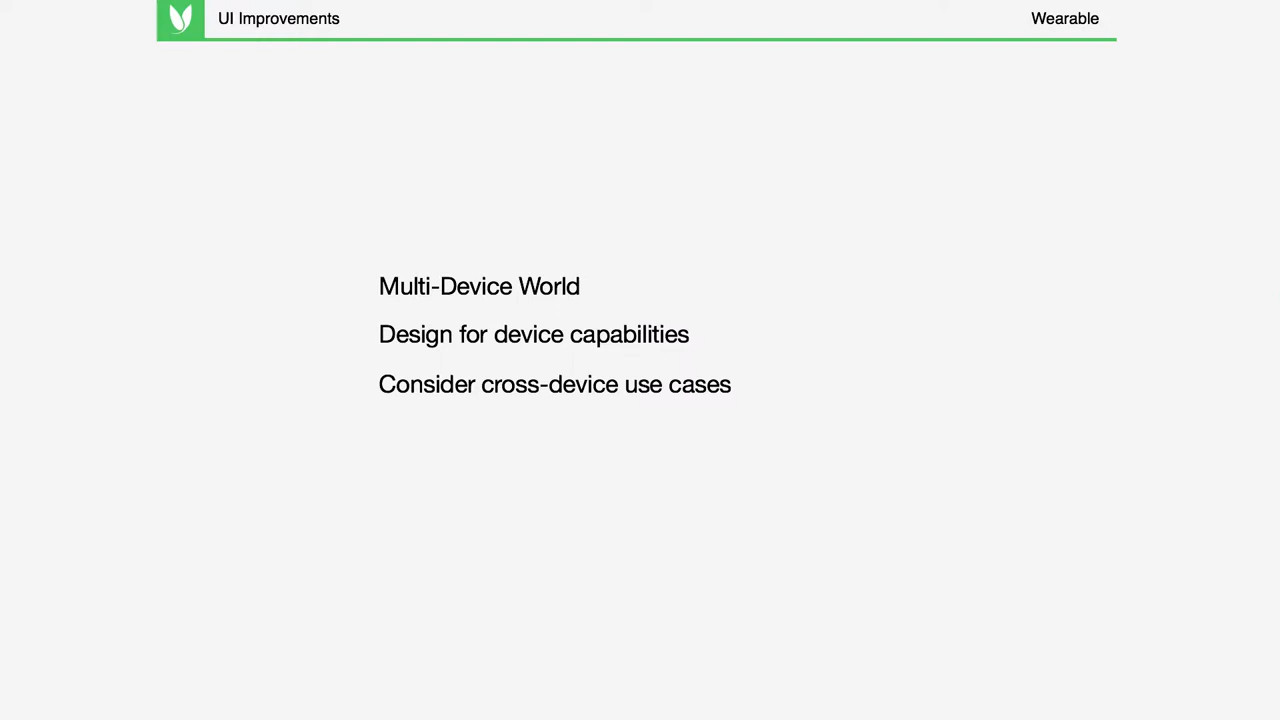 UI Improvements
Wearable
Multi-Device World
Design for device capabilities
Consider cross-device use cases